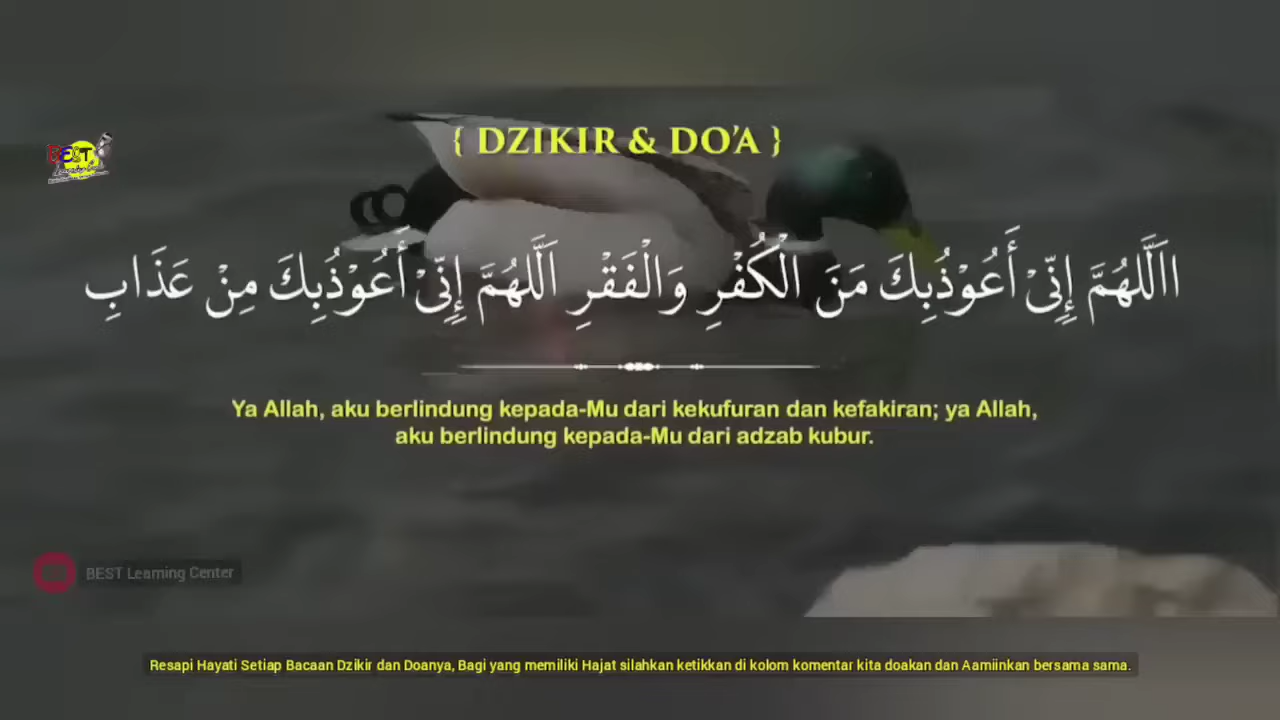 { DZIKIR & DO’A }
BEST
االَلّٰهُمَّ إِنِّىْ أَعُوْذُبِكَ مَنَ الْكُفْرِ وَالْفَقْرِ اَللّٰهُمَّ إِنِّىْ أَعُوْذُبِكَ مِنْ عَذَابِ
Ya Allah, aku berlindung kepada-Mu dari kekufuran dan kefakiran; ya Allah,
aku berlindung kepada-Mu dari adzab kubur.
BEST Learning Center
Resapi Hayati Setiap Bacaan Dzikir dan Doanya, Bagi yang memiliki Hajat silahkan ketikkan di kolom komentar kita doakan dan Aamiinkan bersama sama.